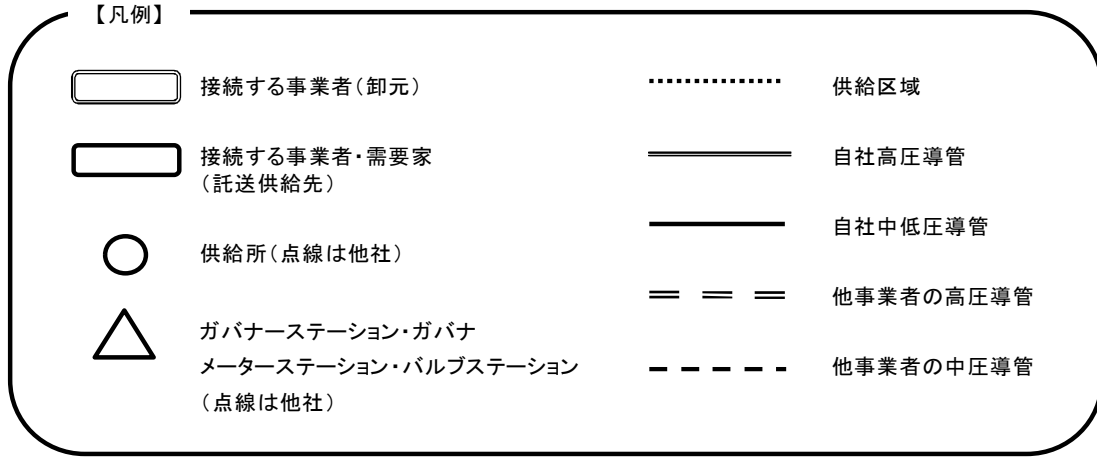 【凡例】
接続する事業者(卸元)
接続する事業者・需要家
(託送供給先)
供給所(点線は他社)
ガバナーステーション・ガバナ
メーターステーション・バルブステーション
(点線は他社)
供給区域
自社高圧導管
自社中低圧導管
他事業者の高圧導管
他事業者の中圧導管